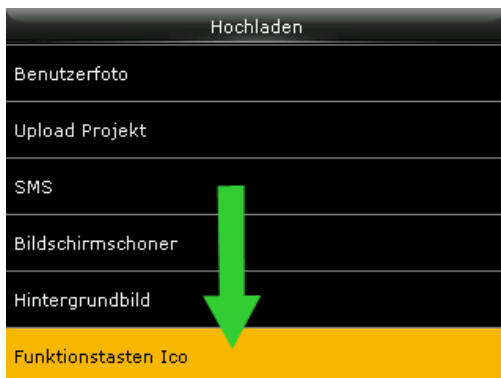 Hochladen
Benutzerfoto
Upload Projekt
SMS
Bildschirmschoner
Hintergrundbild
Funktionstasten Ico